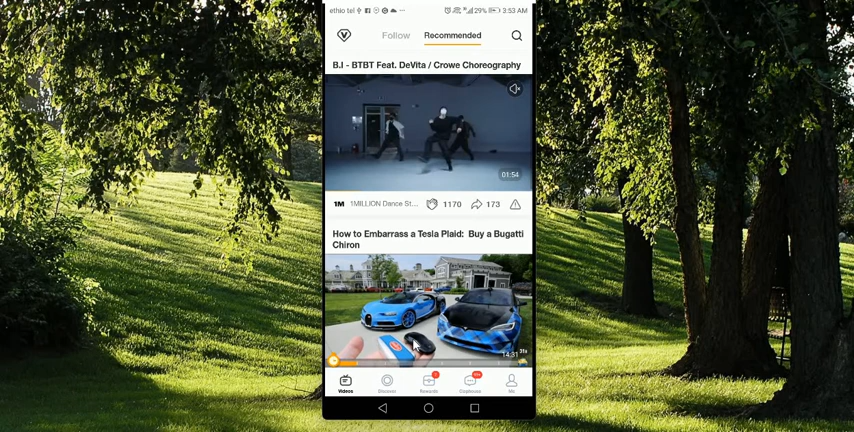 ethio tel
29%
3:53 AM
Follow
Recommended
B.I - BTBT Feat. DeVita / Crowe Choreography
01:54
1M
1MILLION Dance St...
1170
173
How to Embarrass a Tesla Plaid: Buy a Bugatti
Chiron
14:31
31s
Videos
Discover
Rewards
Me